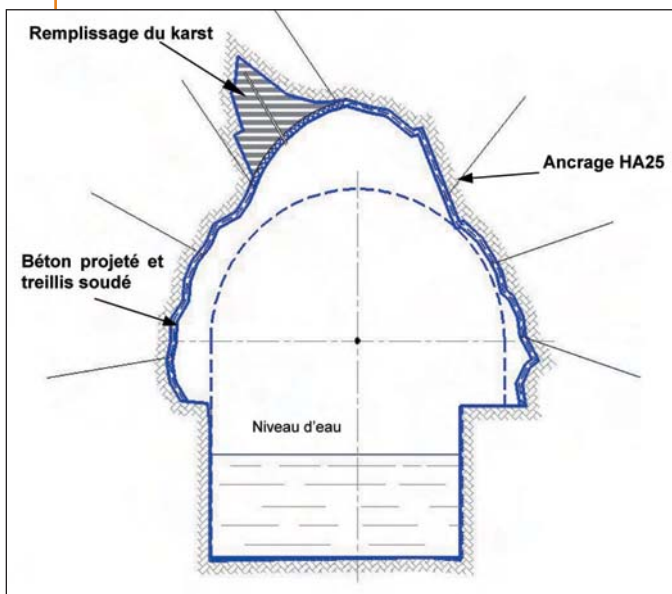 Remplissage du karst
Ancrage HA25
Béton projeté et
treillis soudé
Niveau d'eau